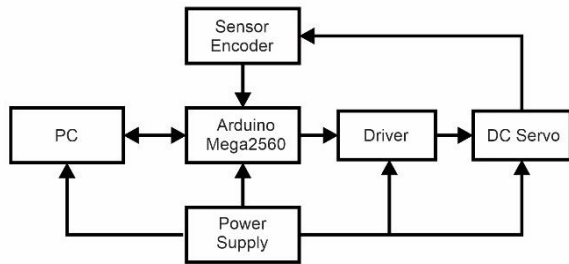 Sensor
Encoder
PC
Arduino
Mega2560
Driver
DC Servo
Power
Supply